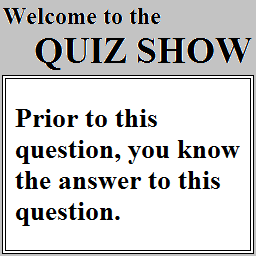 Welcome to the
QUIZ SHOW
Prior to this
question, you know
the answer to this
question.